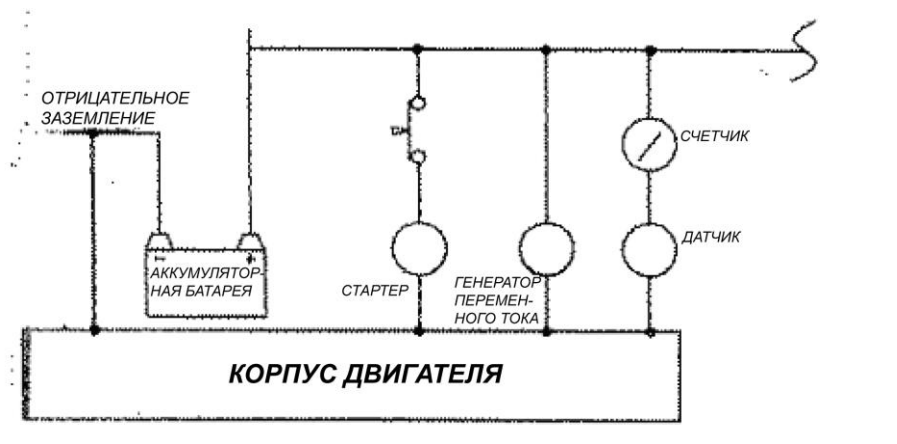 ОТРИЦАТЕЛЬНОЕ
ЗАЗЕМЛЕНИЕ
СЧЕТЧИК
ДАТЧИК
АККУМУЛЯТОР-
НАЯ БАТАРЕЯ
СТАРТЕР
ГЕНЕРАТОР
ПЕРЕМЕН-
НОГО ТОКА
КОРПУС ДВИГАТЕЛЯ